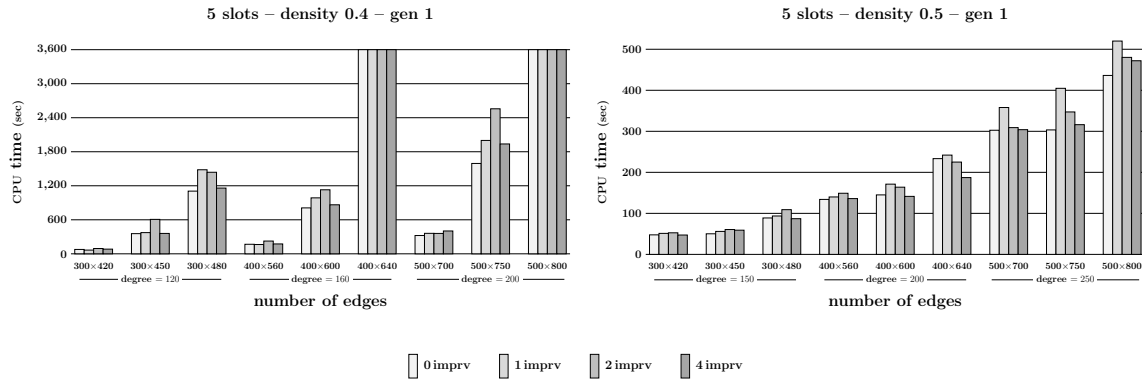 5 slots – density 0.4 – gen 1
CPU time (sec)
3,600
3,000
2,400
1,800
1,200
600
0
300×420 300×450 300×480 400×560 400×600 400×640 500×700 500×750 500×800
degree = 120 degree = 160 degree = 200
number of edges
5 slots – density 0.5 – gen 1
CPU time (sec)
500
400
300
200
100
0
300×420 300×450 300×480 400×560 400×600 400×640 500×700 500×750 500×800
degree = 150 degree = 200 degree = 250
number of edges
0 imprv 1 imprv 2 imprv 4 imprv